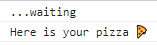 ...waiting
Here is your pizza 🍕